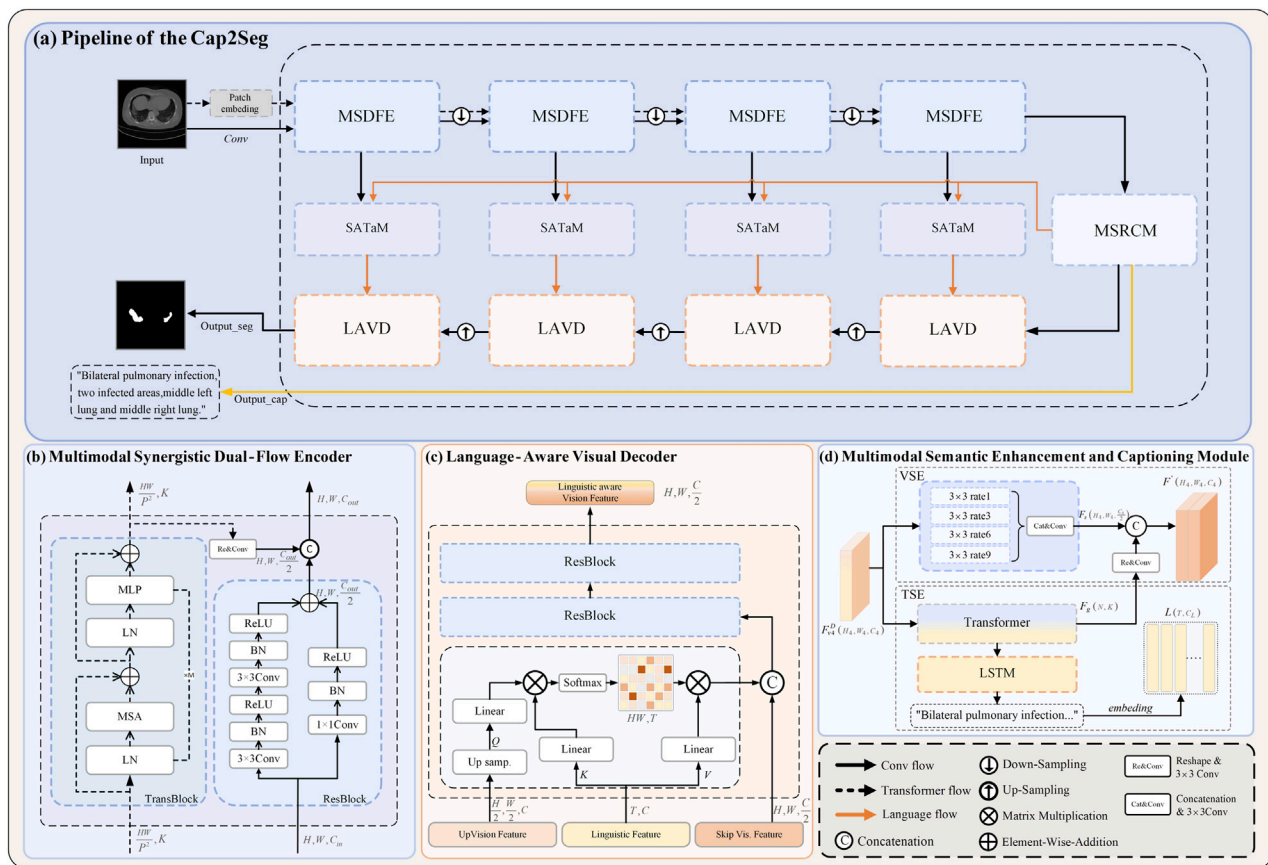 (a) Pipeline of the Cap2Seg
Patch
embeding
Conv
Input
MSDFE
MSDFE
MSDFE
MSDFE
SATaM
SATaM
SATaM
SATaM
MSRCM
LAVD
LAVD
LAVD
LAVD
Output_seg
"Bilateral pulmonary infection,
two infected areas,middle left
lung and middle right lung."
Output_cap
(b) Multimodal Synergistic Dual-Flow Encoder
HW/P², K
H,W,C_out
Re&Conv
C
H,W,C_out/2
H,W,C_out/2
MLP
LN
×M
MSA
LN
TransBlock
ReLU
BN
3×3Conv
ReLU
BN
3×3Conv
ReLU
BN
1×1Conv
ResBlock
HW/P², K
H,W,C_in
(c) Language-Aware Visual Decoder
Linguistic aware
Vision Feature
H,W,C/2
ResBlock
ResBlock
Softmax
HW,T
C
Linear
Q
Up samp.
Linear
K
Linear
V
H/2,W/2,C
T,C
H,W,C/2
UpVision Feature
Linguistic Feature
Skip Vis. Feature
(d) Multimodal Semantic Enhancement and Captioning Module
VSE
3×3 rate1
3×3 rate3
3×3 rate6
3×3 rate9
Cat&Conv
C
F'(H₄,W₄,C₄)
Re&Conv
TSE
F_v4^D(H₄,W₄,C₄)
Transformer
F_g(N,K)
L(T,C_L)
LSTM
"Bilateral pulmonary infection..."
embeding
Conv flow
Transformer flow
Language flow
C
Concatenation
Down-Sampling
Up-Sampling
Matrix Multiplication
Element-Wise-Addition
Re&Conv
Reshape &
3×3 Conv
Cat&Conv
Concatenation
& 3×3Conv